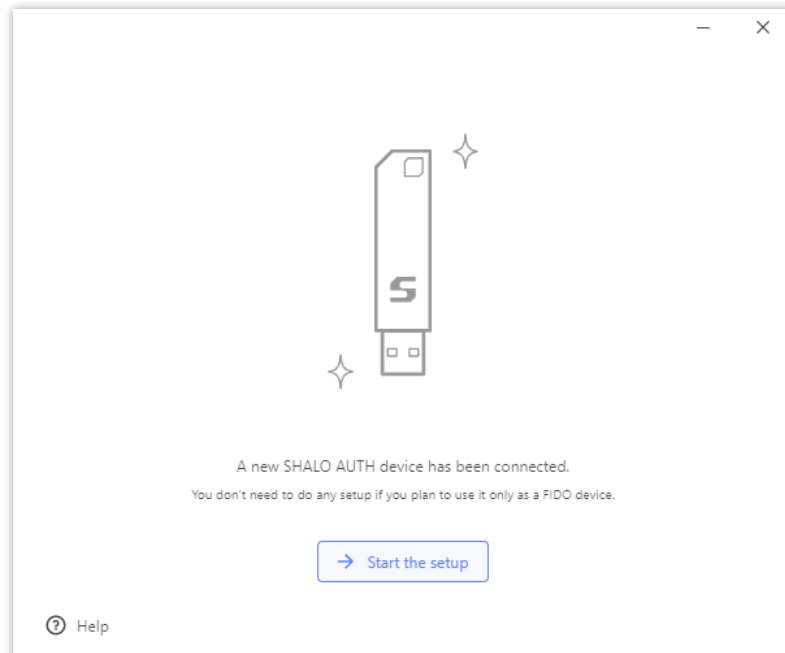 S
A new SHALO AUTH device has been connected.
You don't need to do any setup if you plan to use it only as a FIDO device.
→ Start the setup
? Help